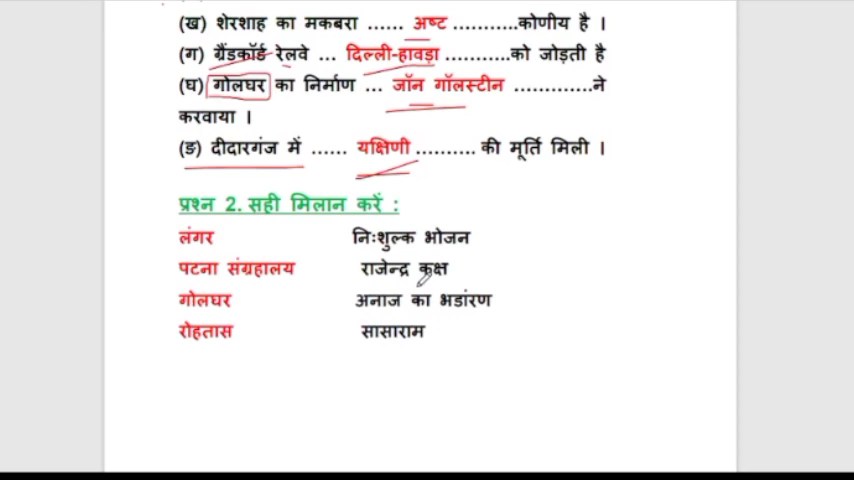 (ख) शेरशाह का मकबरा ...... अष्ट ...........कोणीय है ।
(ग) ग्रैंडकॉर्ड रेलवे ... दिल्ली-हावड़ा ...........को जोड़ती है
(घ) गोलघर का निर्माण ... जॉन गॉलस्टीन .............ने
करवाया ।
(ङ) दीदारगंज में ...... यक्षिणी .......... की मूर्ति मिली ।
प्रश्न 2. सही मिलान करें :
लंगर निःशुल्क भोजन
पटना संग्रहालय राजेन्द्र कक्ष
गोलघर अनाज का भडांरण
रोहतास सासाराम